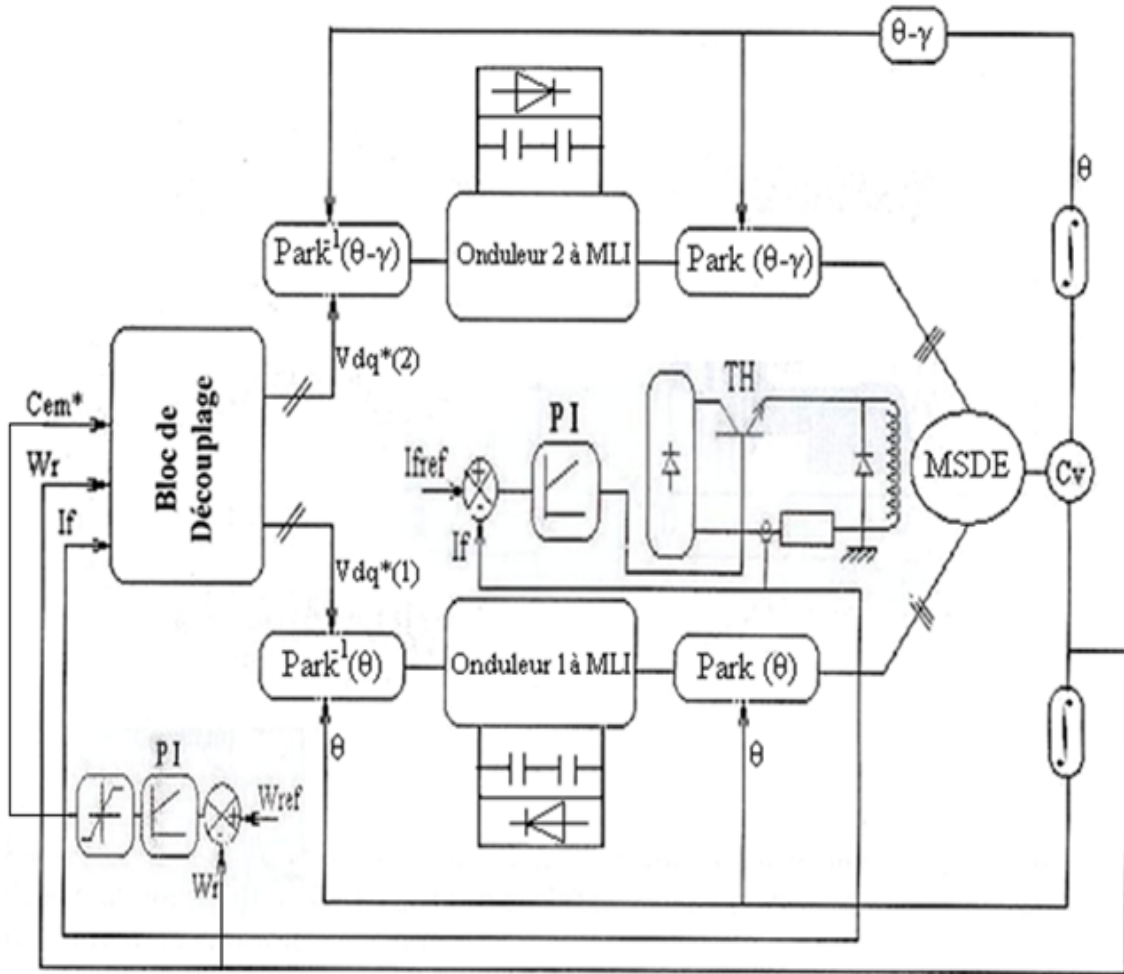 θ-γ
θ
Park⁻¹(θ-γ)
Onduleur 2 à MLI
Park (θ-γ)
Vdq*(2)
Cem*
Wr
If
Bloc de
Découplage
TH
PI
Ifref
If
MSDE
Cv
Vdq*(1)
Park⁻¹(θ)
Onduleur 1 à MLI
Park (θ)
θ
θ
PI
Wref
Wr